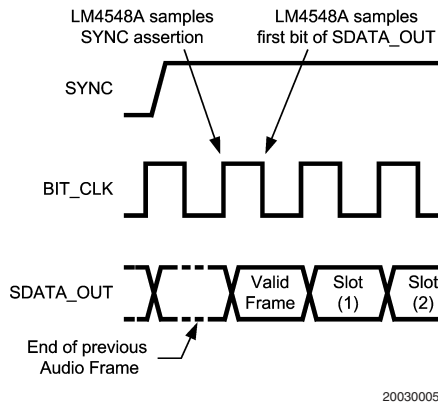 LM4548A samples
SYNC assertion
LM4548A samples
first bit of SDATA_OUT
SYNC
BIT_CLK
SDATA_OUT
Valid
Frame
Slot
(1)
Slot
(2)
End of previous
Audio Frame
20030005